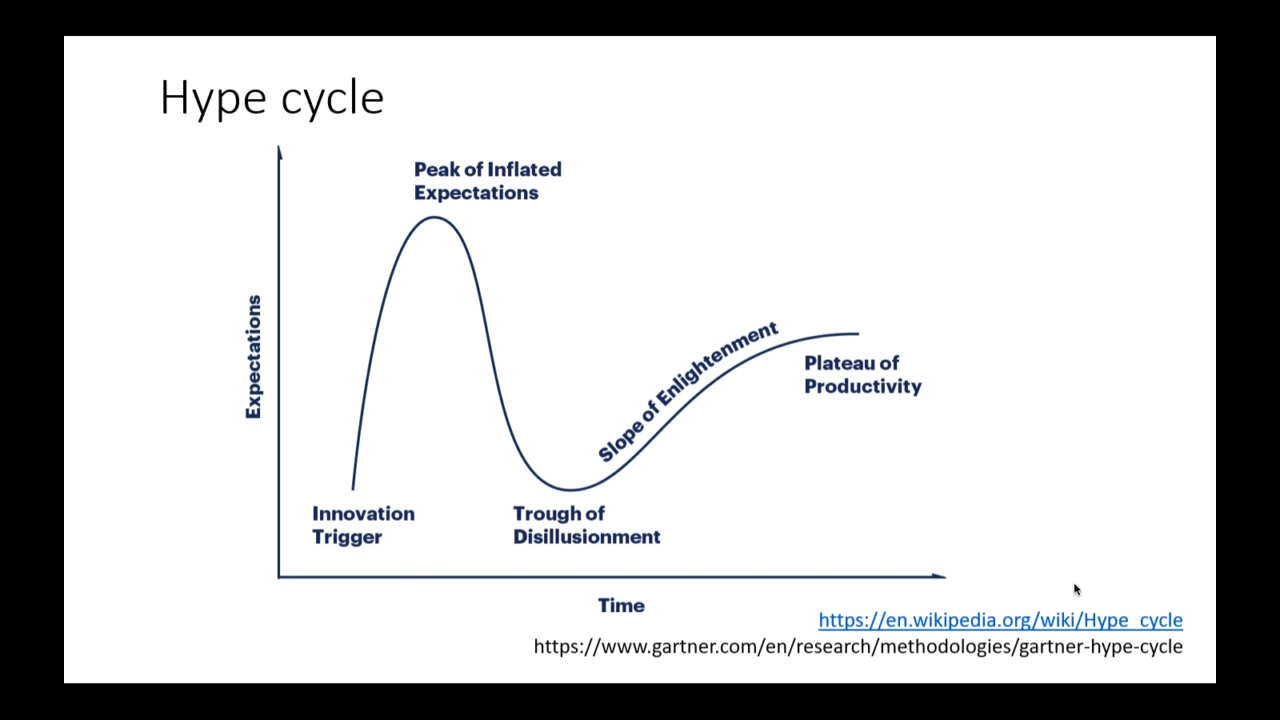 Hype cycle
Peak of Inflated
Expectations
Expectations
Slope of Enlightenment
Plateau of
Productivity
Innovation
Trigger
Trough of
Disillusionment
Time
https://en.wikipedia.org/wiki/Hype_cycle
https://www.gartner.com/en/research/methodologies/gartner-hype-cycle